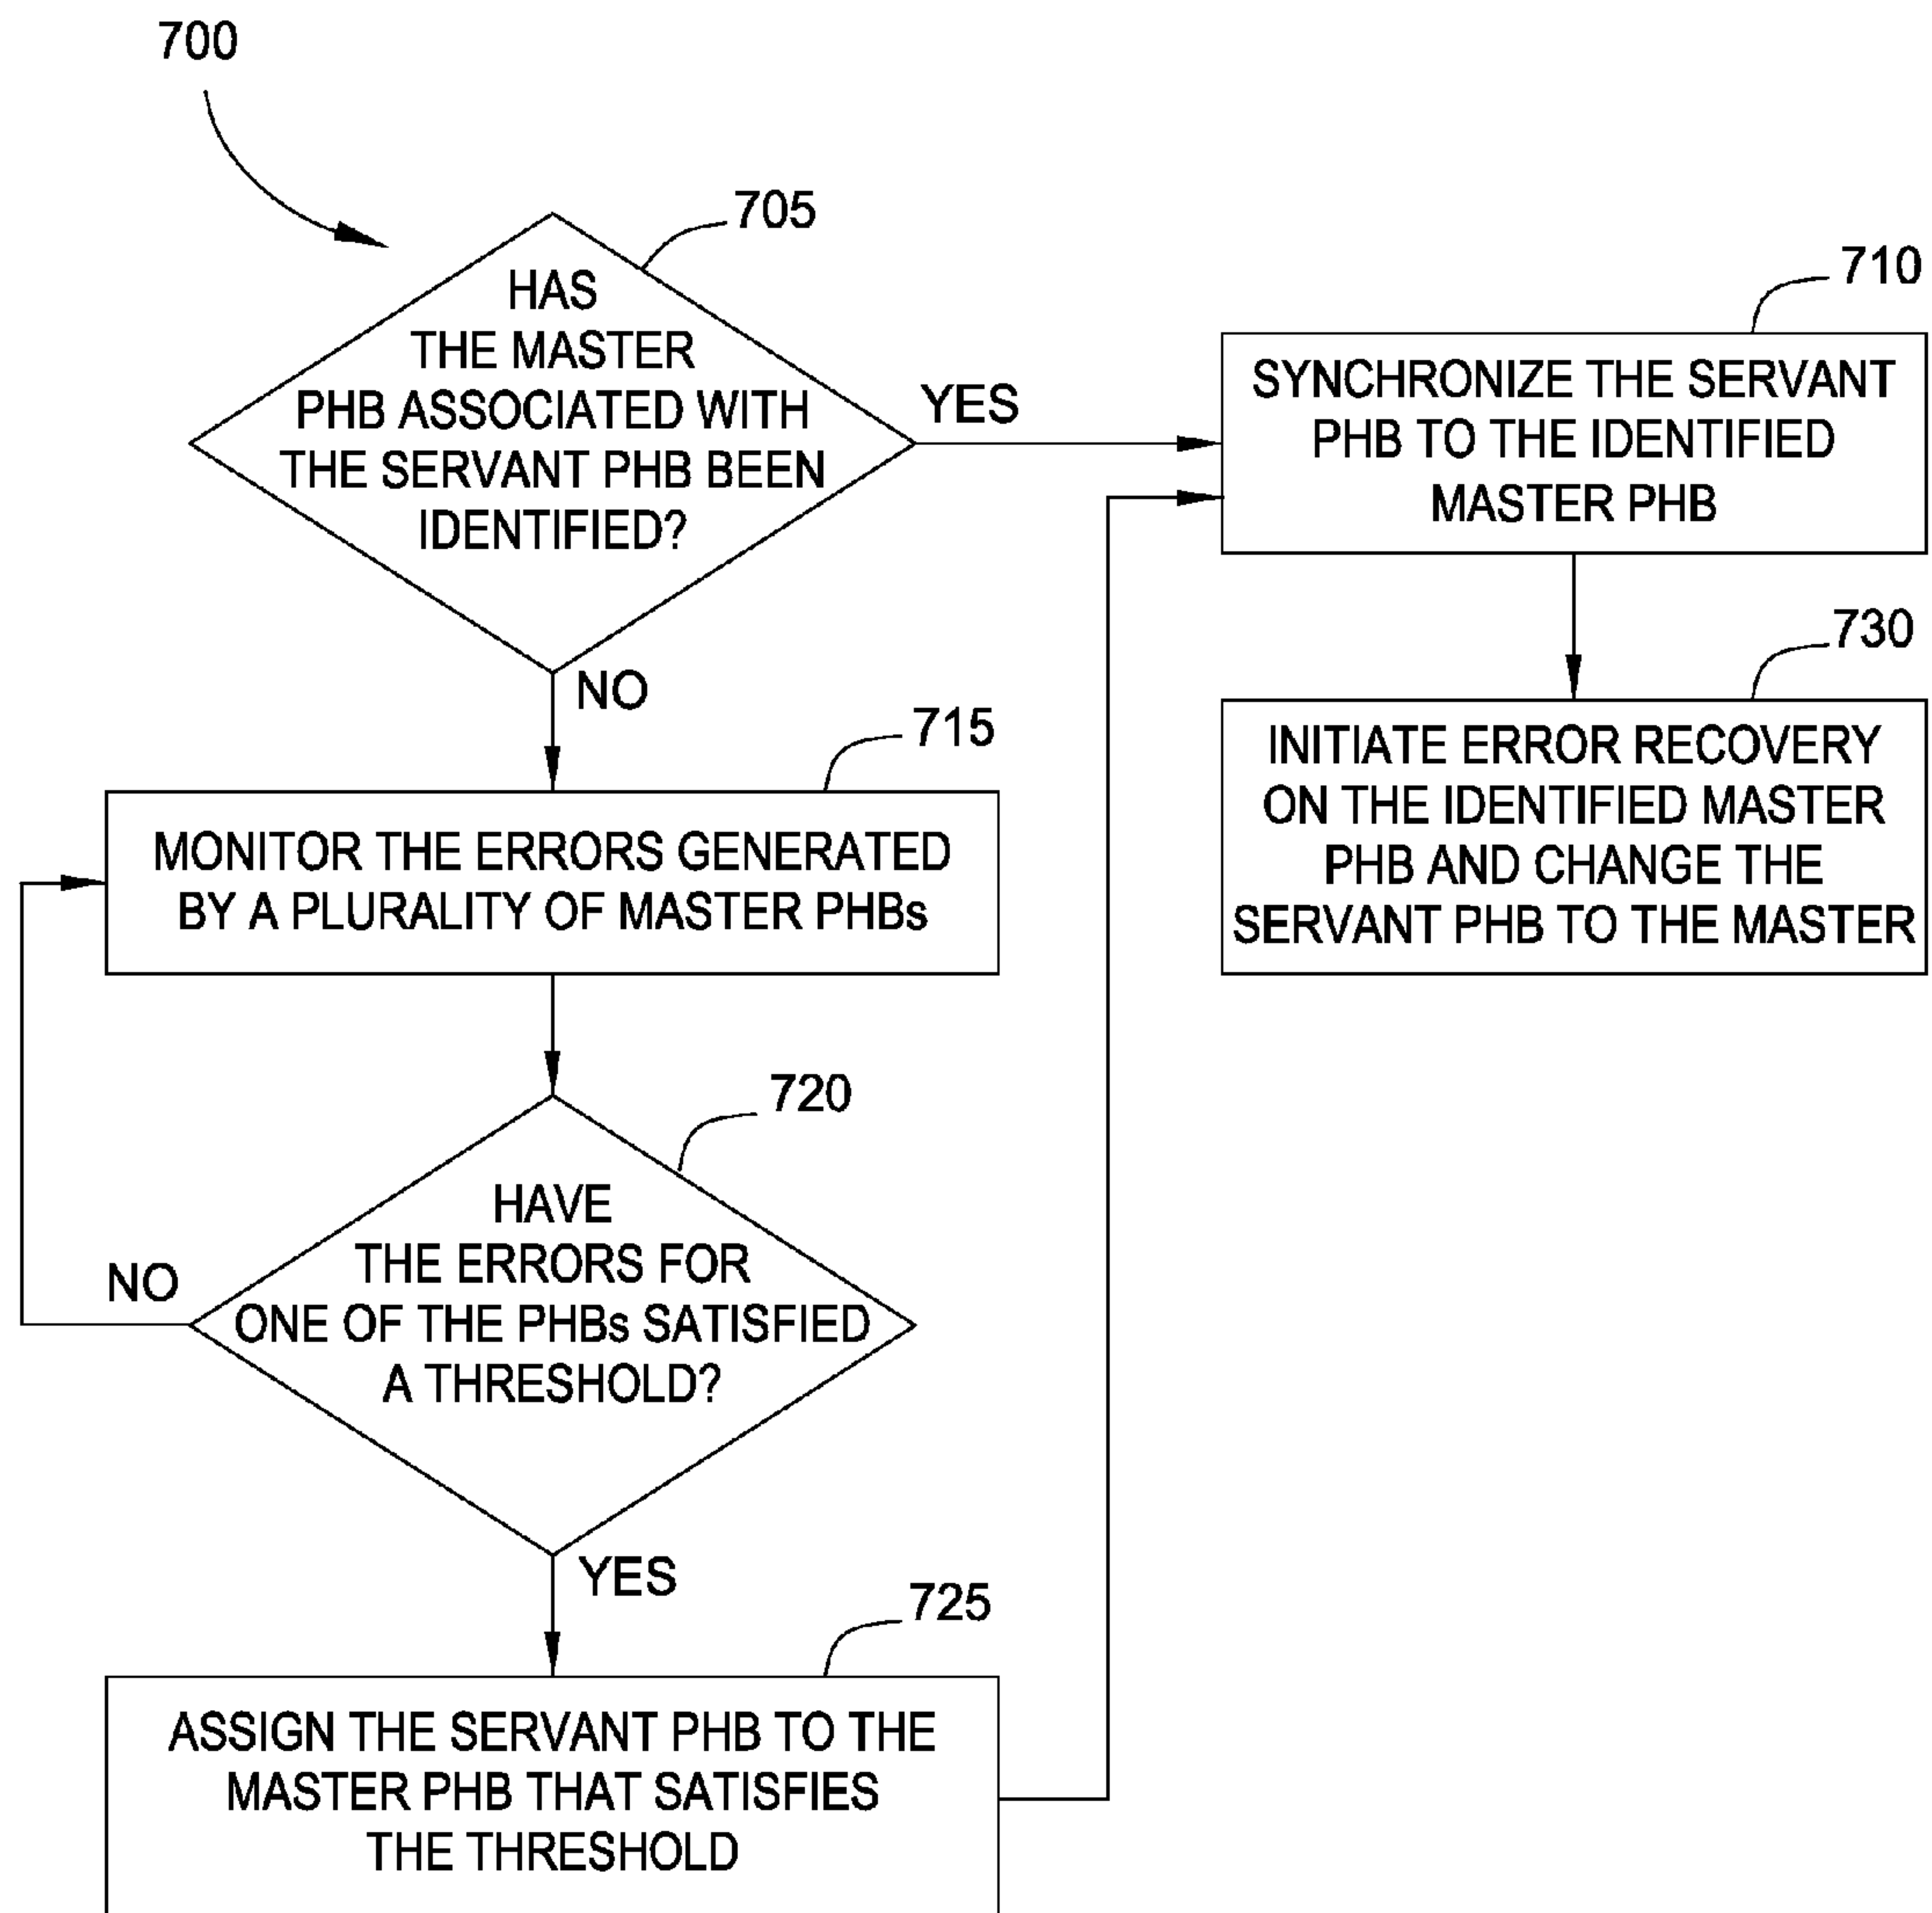 700
705
HAS
THE MASTER
PHB ASSOCIATED WITH
THE SERVANT PHB BEEN
IDENTIFIED?
YES
NO
710
SYNCHRONIZE THE SERVANT
PHB TO THE IDENTIFIED
MASTER PHB
730
INITIATE ERROR RECOVERY
ON THE IDENTIFIED MASTER
PHB AND CHANGE THE
SERVANT PHB TO THE MASTER
715
MONITOR THE ERRORS GENERATED
BY A PLURALITY OF MASTER PHBs
720
HAVE
THE ERRORS FOR
ONE OF THE PHBs SATISFIED
A THRESHOLD?
NO
YES
725
ASSIGN THE SERVANT PHB TO THE
MASTER PHB THAT SATISFIES
THE THRESHOLD